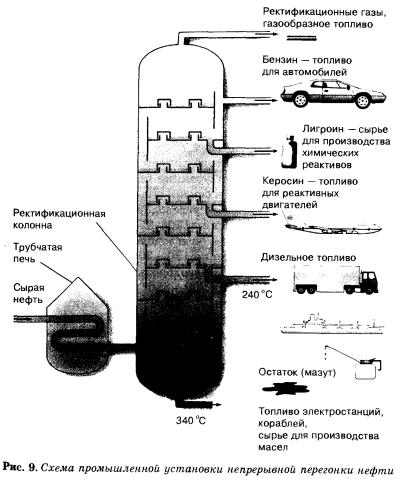 Ректификационные газы,
газообразное топливо
Бензин — топливо
для автомобилей
Лигроин — сырье
для производства
химических
реактивов
Керосин — топливо
для реактивных
двигателей
Ректификационная
колонна
Трубчатая
печь
Сырая
нефть
Дизельное топливо
240 °C
Остаток (мазут)
340 °C
Топливо электростанций,
кораблей,
сырье для производства
масел
Рис. 9. Схема промышленной установки непрерывной перегонки нефти